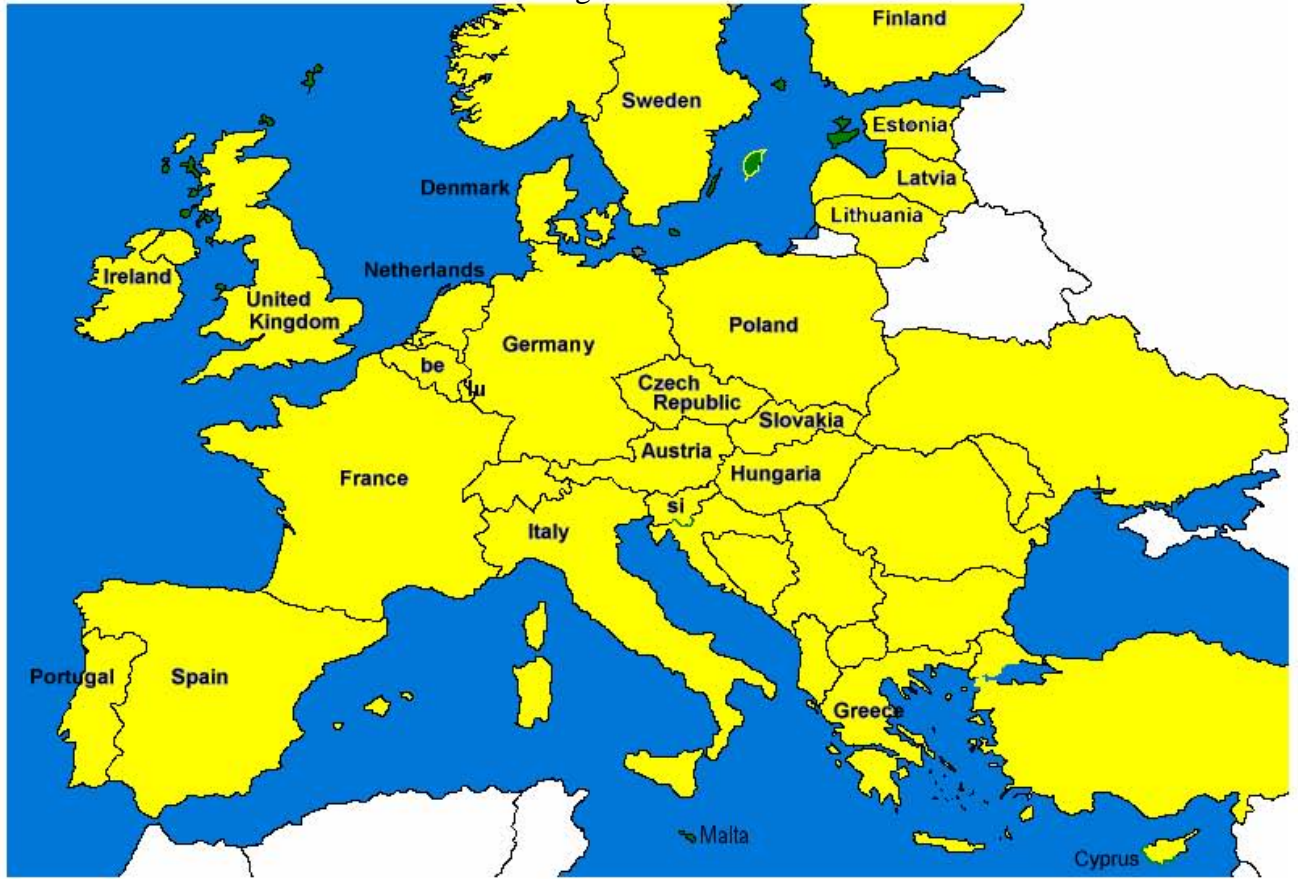 Finland
Sweden
Estonia
Denmark
Latvia
Lithuania
Netherlands
Ireland
United
Kingdom
Poland
Germany
be
lu
Czech
Republic
Slovakia
Austria
Hungaria
France
si
Italy
Portugal
Spain
Greece
Malta
Cyprus